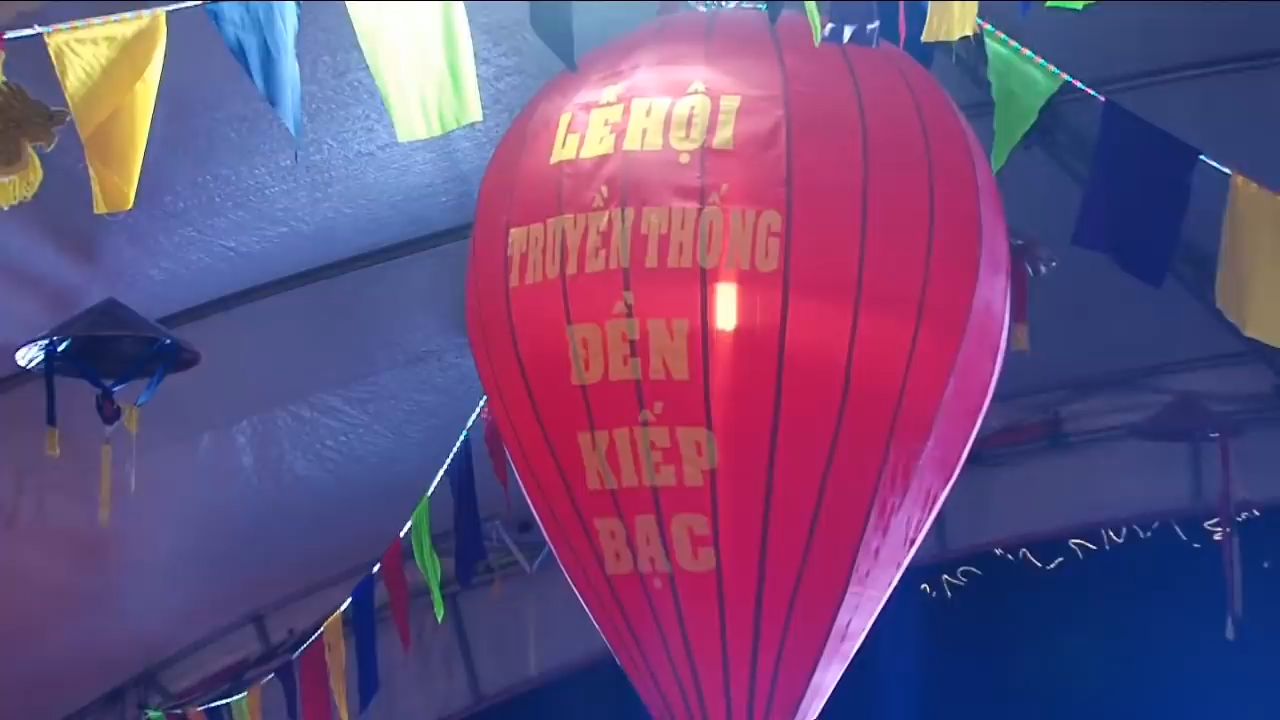 LỄ HỘI
TRUYỀN THỐNG
ĐỀN
KIẾP
BẠC